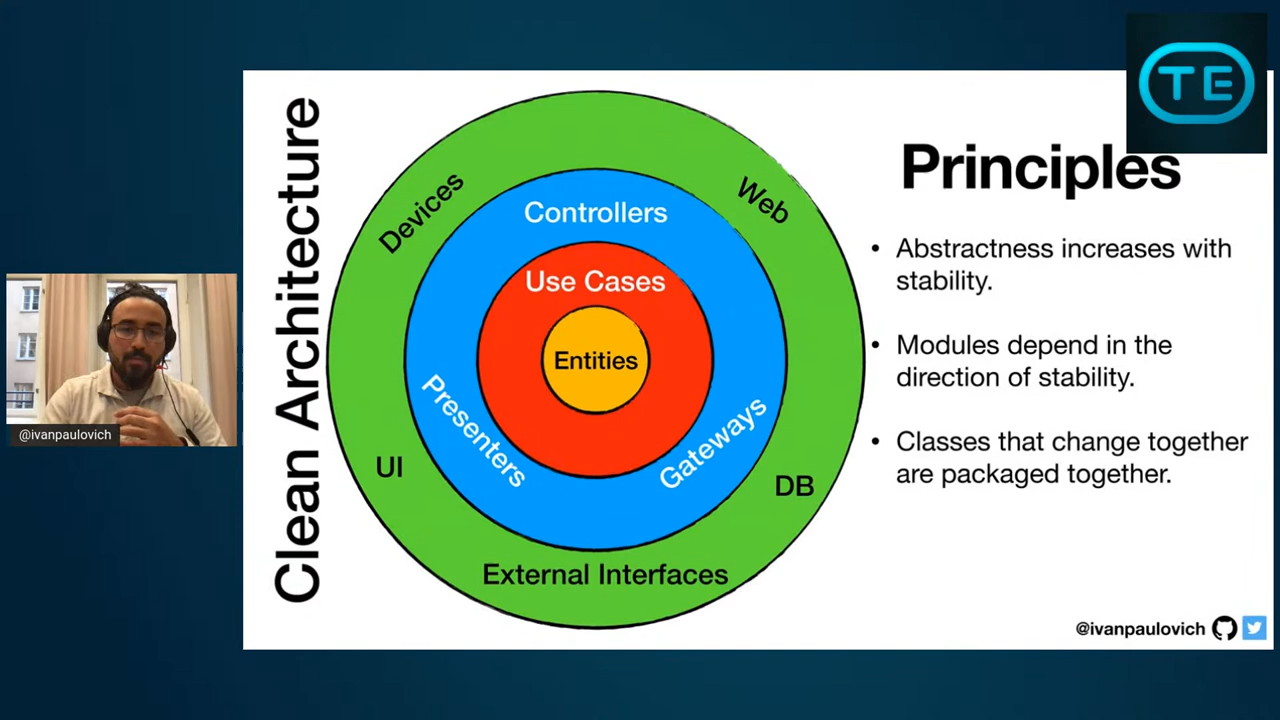 TE
Clean Architecture
Devices
Web
Controllers
Use Cases
Entities
Presenters
Gateways
UI
DB
External Interfaces
Principles
• Abstractness increases with
stability.
• Modules depend in the
direction of stability.
• Classes that change together
are packaged together.
@ivanpaulovich
@ivanpaulovich